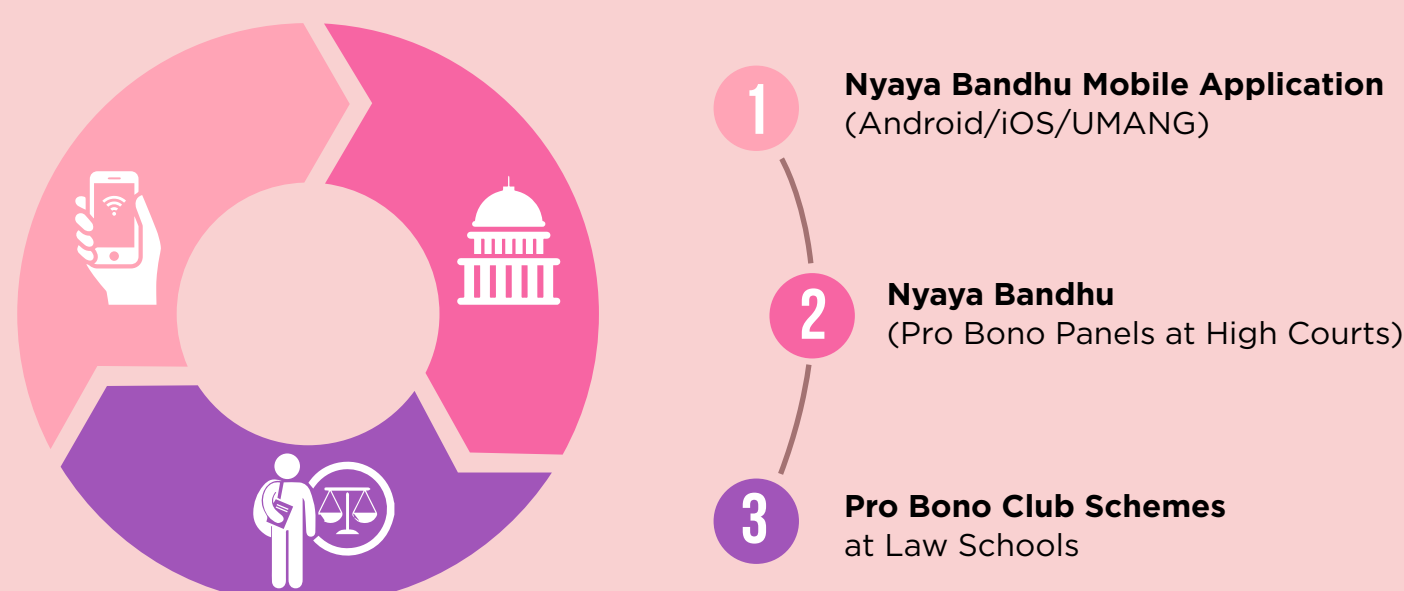 1
Nyaya Bandhu Mobile Application
(Android/iOS/UMANG)
2
Nyaya Bandhu
(Pro Bono Panels at High Courts)
3
Pro Bono Club Schemes
at Law Schools